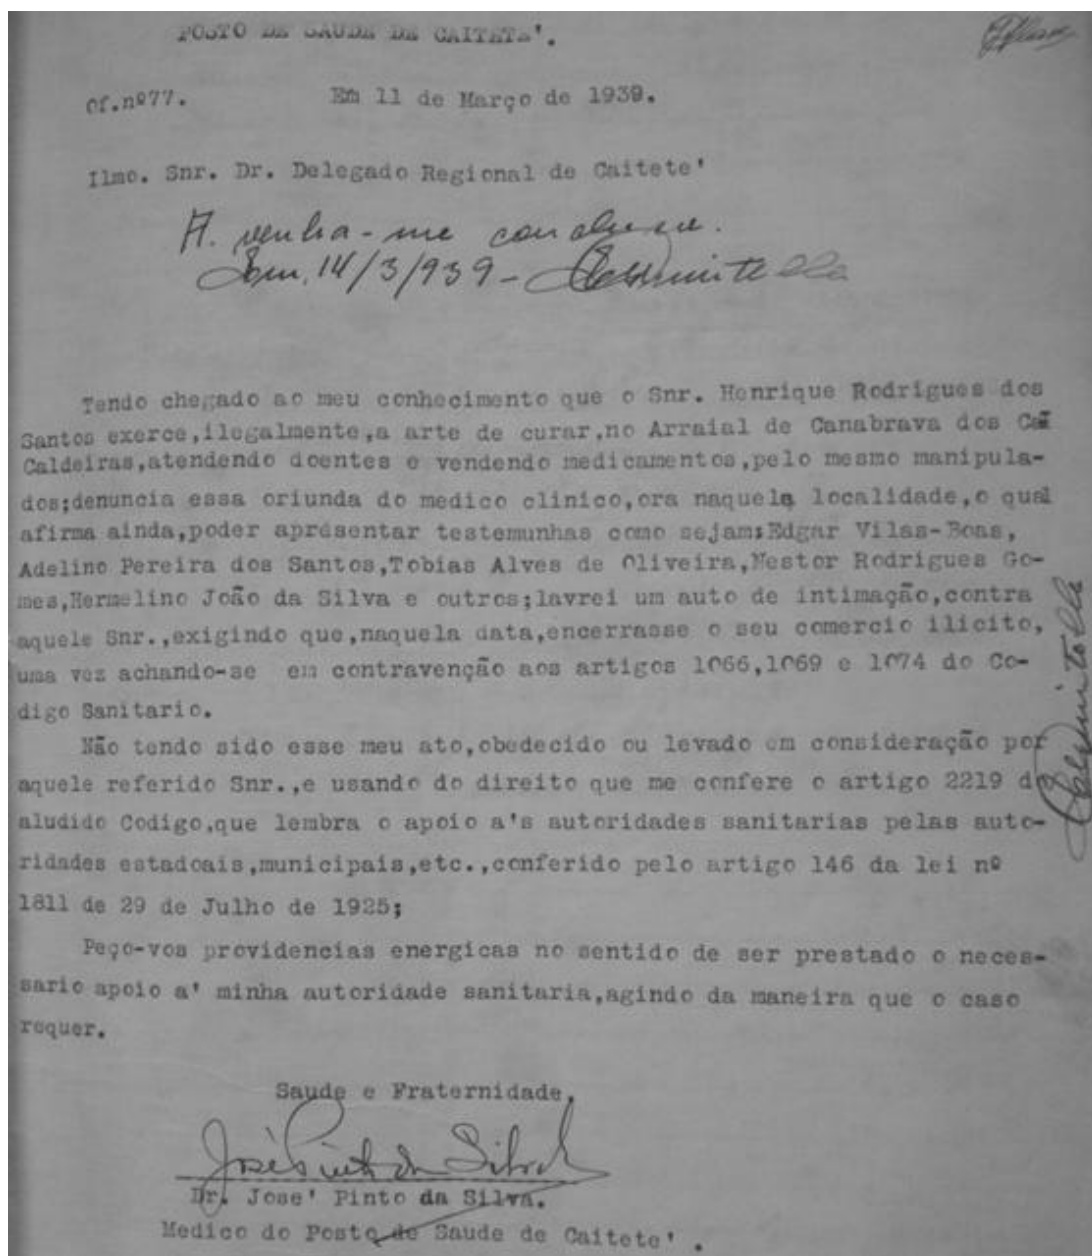 POSTO DE SAUDE DE CAITETE'.
Of.nº77. Em 11 de Março de 1939.
Ilmo. Snr. Dr. Delegado Regional de Caitete'
A. venha-me
Em, 14/3/939-
Tendo chegado ao meu conhecimento que o Snr. Henrique Rodrigues dos
Santos exerce,ilegalmente,a arte de curar,no Arraial de Canabrava dos
Caldeiras,atendendo doentes e vendendo medicamentos,pelo mesmo manipula-
dos;denuncia essa oriunda do medico clinico,ora naquela localidade,o qual
afirma ainda,poder apresentar testemunhas como sejam:Edgar Vilas-Boas,
Adelino Pereira dos Santos,Tobias Alves de Oliveira,Nestor Rodrigues Go-
mes,Hermelino João da Silva e outros;lavrei um auto de intimação,contra
aquele Snr.,exigindo que,naquela data,encerrasse o seu comercio ilicito,
uma vez achando-se em contravenção aos artigos 1066,1069 e 1074 do Co-
digo Sanitario.
Não tendo sido esse meu ato,obedecido ou levado em consideração por
aquele referido Snr.,e usando do direito que me confere o artigo 2219 do
aludido Codigo,que lembra o apoio a's autoridades sanitarias pelas auto-
ridades estadoais,municipais,etc.,conferido pelo artigo 146 da lei nº
1811 de 29 de Julho de 1925;
Peço-vos providencias energicas no sentido de ser prestado o neces-
sario apoio a' minha autoridade sanitaria,agindo da maneira que o caso
requer.
Saude e Fraternidade,
José Pinto da Silva
Dr. Jose' Pinto da Silva.
Medico do Posto de Saude de Caitete' .